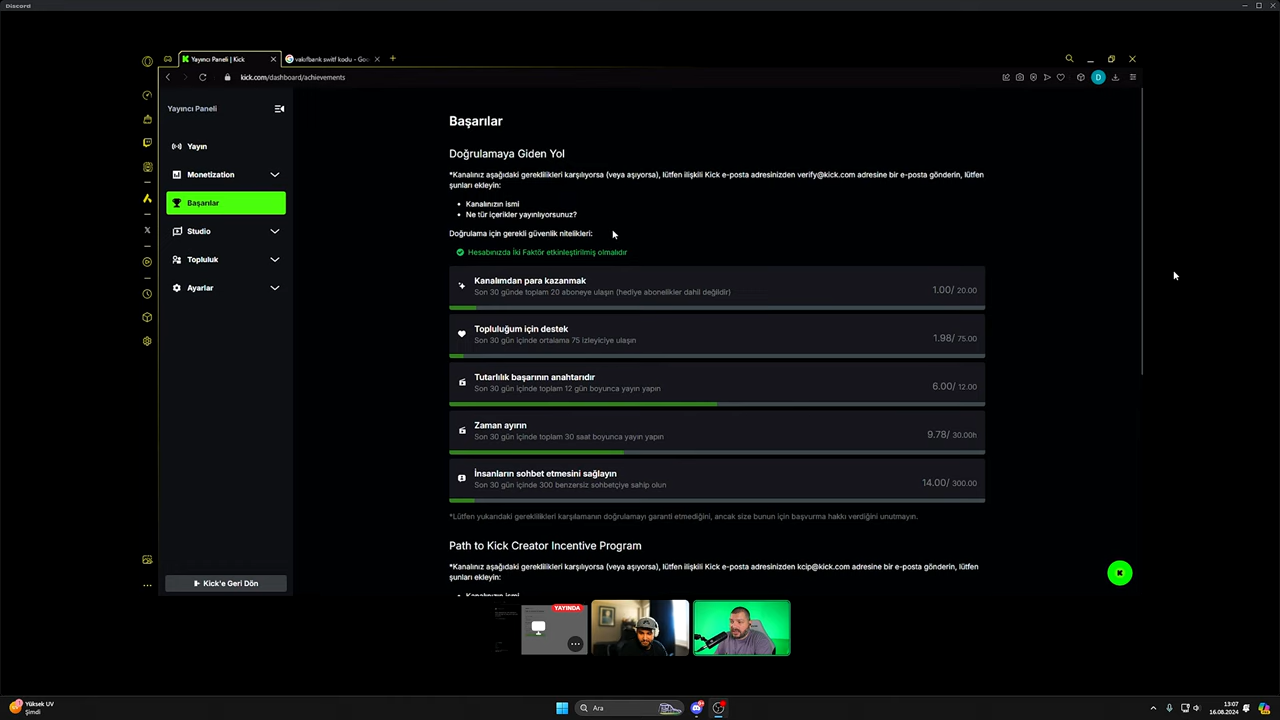 Discord
Yayıncı Paneli | Kick
vakıfbank switf kodu - Goo
kick.com/dashboard/achievements
D
Yayıncı Paneli
Yayın
Monetization
Başarılar
Studio
Topluluk
Ayarlar
Kick'e Geri Dön
Başarılar
Doğrulamaya Giden Yol
*Kanalınız aşağıdaki gereklilikleri karşılıyorsa (veya aşıyorsa), lütfen ilişkili Kick e-posta adresinizden verify@kick.com adresine bir e-posta gönderin, lütfen
şunları ekleyin:
Kanalınızın ismi
Ne tür içerikler yayınlıyorsunuz?
Doğrulama için gerekli güvenlik nitelikleri:
Hesabınızda İki Faktör etkinleştirilmiş olmalıdır
Kanalımdan para kazanmak
Son 30 günde toplam 20 aboneye ulaşın (hediye abonelikler dahil değildir)
1.00/ 20.00
Topluluğum için destek
Son 30 gün içinde ortalama 75 izleyiciye ulaşın
1.98/ 75.00
Tutarlılık başarının anahtarıdır
Son 30 gün içinde toplam 12 gün boyunca yayın yapın
6.00/ 12.00
Zaman ayırın
Son 30 gün içinde toplam 30 saat boyunca yayın yapın
9.78/ 30.00h
İnsanların sohbet etmesini sağlayın
Son 30 gün içinde 300 benzersiz sohbetçiye sahip olun
14.00/ 300.00
*Lütfen yukarıdaki gereklilikleri karşılamanın doğrulamayı garanti etmediğini, ancak size bunun için başvurma hakkı verdiğini unutmayın.
Path to Kick Creator Incentive Program
*Kanalınız aşağıdaki gereklilikleri karşılıyorsa (veya aşıyorsa), lütfen ilişkili Kick e-posta adresinizden kcip@kick.com adresine bir e-posta gönderin, lütfen
şunları ekleyin:
Kanalınızın ismi
YAYINDA
Yüksek UV
Şimdi
Ara
13:07
16.08.2024